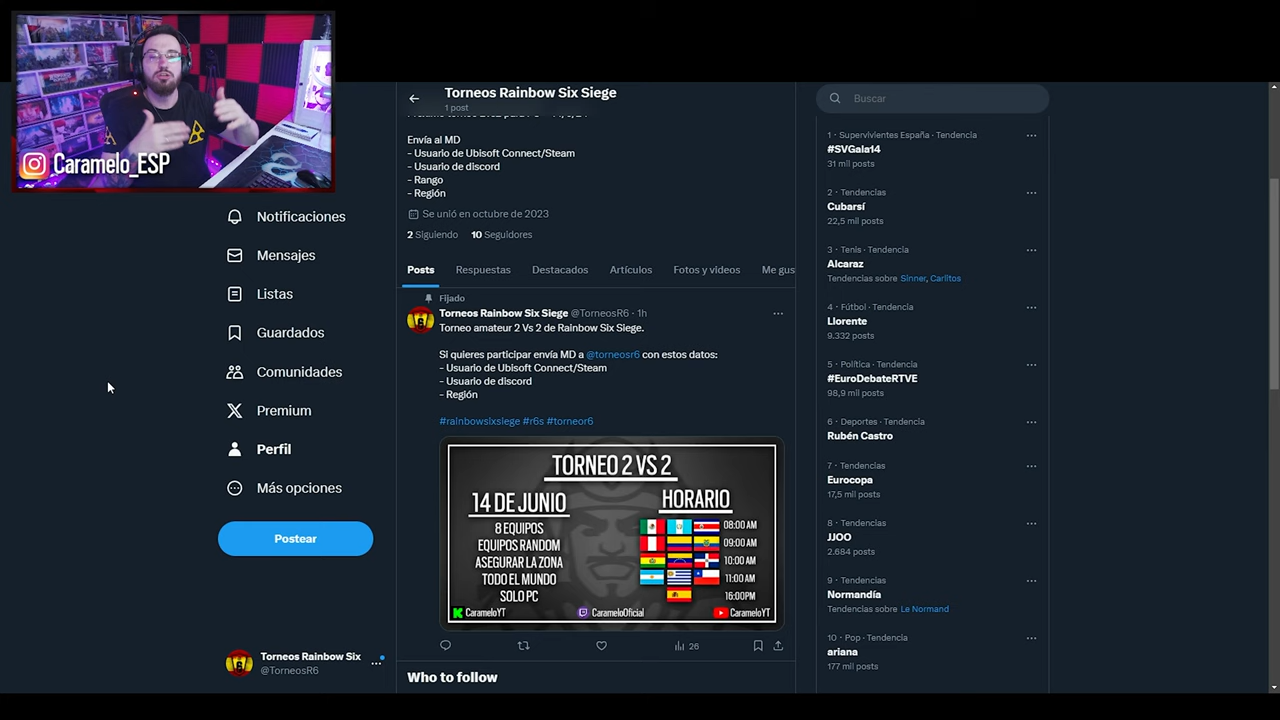 Caramelo_ESP
Notificaciones
Mensajes
Listas
Guardados
Comunidades
Premium
Perfil
Más opciones
Postear
Torneos Rainbow Six
@TorneosR6
Torneos Rainbow Six Siege
1 post
Envía al MD
- Usuario de Ubisoft Connect/Steam
- Usuario de discord
- Rango
- Región
Se unió en octubre de 2023
2 Siguiendo 10 Seguidores
Posts Respuestas Destacados Artículos Fotos y videos Me gus
Fijado
Torneos Rainbow Six Siege @TorneosR6 · 1h
Torneo amateur 2 Vs 2 de Rainbow Six Siege.
Si quieres participar envía MD a @torneosr6 con estos datos:
- Usuario de Ubisoft Connect/Steam
- Usuario de discord
- Región
#rainbowsixsiege #r6s #torneor6
TORNEO 2 VS 2
14 DE JUNIO
8 EQUIPOS
EQUIPOS RANDOM
ASEGURAR LA ZONA
TODO EL MUNDO
SOLO PC
HORARIO
08:00 AM
09:00 AM
10:00 AM
11:00 AM
16:00PM
CarameloYT
CarameloOficial
CarameloYT
26
Who to follow
Buscar
1 · Supervivientes España · Tendencia
#SVGala14
31 mil posts
2 · Tendencias
Cubarsí
22,5 mil posts
3 · Tenis · Tendencia
Alcaraz
Tendencias sobre Sinner, Carlitos
4 · Fútbol · Tendencia
Llorente
9.332 posts
5 · Política · Tendencia
#EuroDebateRTVE
98,9 mil posts
6 · Deportes · Tendencia
Rubén Castro
7 · Tendencias
Eurocopa
17,5 mil posts
8 · Tendencias
JJOO
2.684 posts
9 · Tendencias
Normandía
Tendencias sobre Le Normand
10 · Pop · Tendencia
ariana
177 mil posts